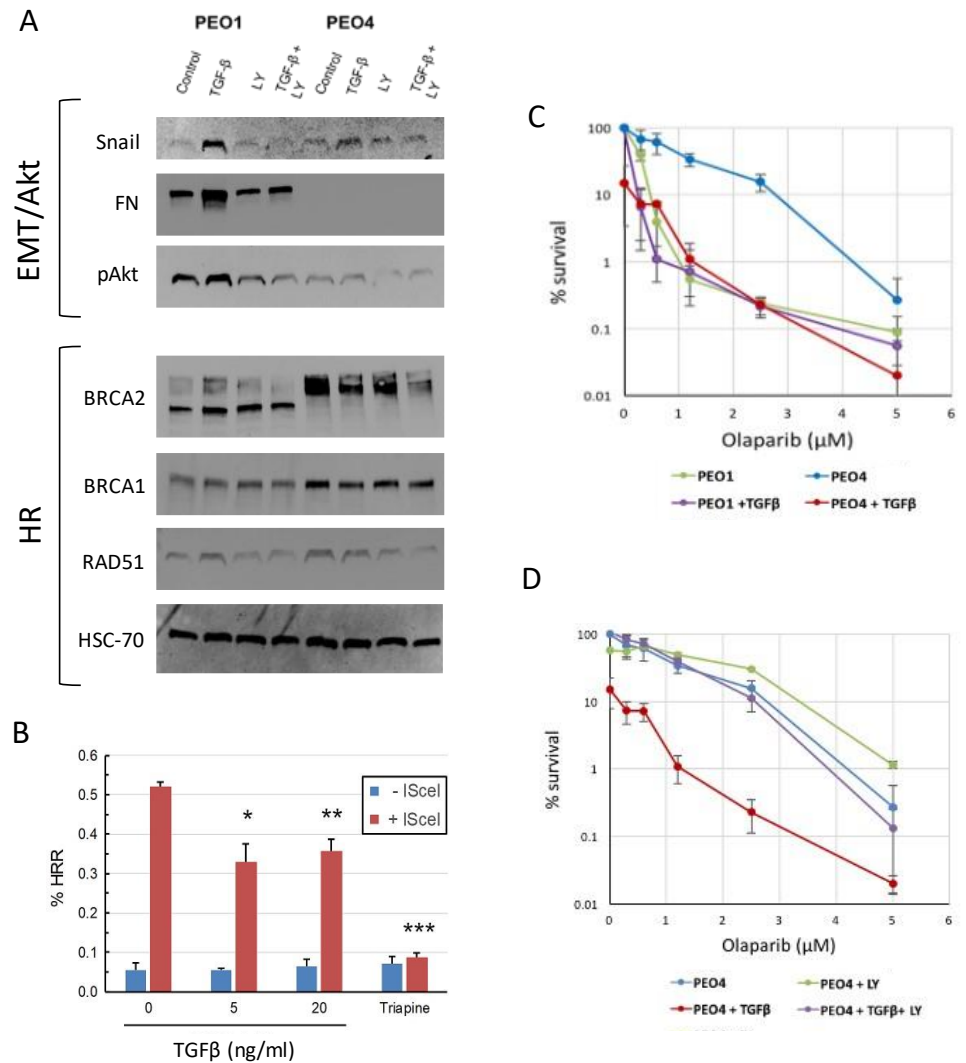 A
PEO1 PEO4
Control TGF-β LY TGF-β + LY Control TGF-β LY TGF-β + LY
EMT/Akt
Snail
FN
pAkt
HR
BRCA2
BRCA1
RAD51
HSC-70
B
0.6
0.5
0.4
0.3
0.2
0.1
0.0
% HRR
- ISceI
+ ISceI
*
**
***
0 5 20 Triapine
TGFβ (ng/ml)
C
100
10
1
0.1
0.01
% survival
0 1 2 3 4 5 6
Olaparib (µM)
PEO1 PEO4
PEO1 +TGFβ PEO4 + TGFβ
D
100
10
1
0.1
0.01
% survival
0 1 2 3 4 5 6
Olaparib (µM)
PEO4 PEO4 + LY
PEO4 + TGFβ PEO4 + TGFβ+ LY